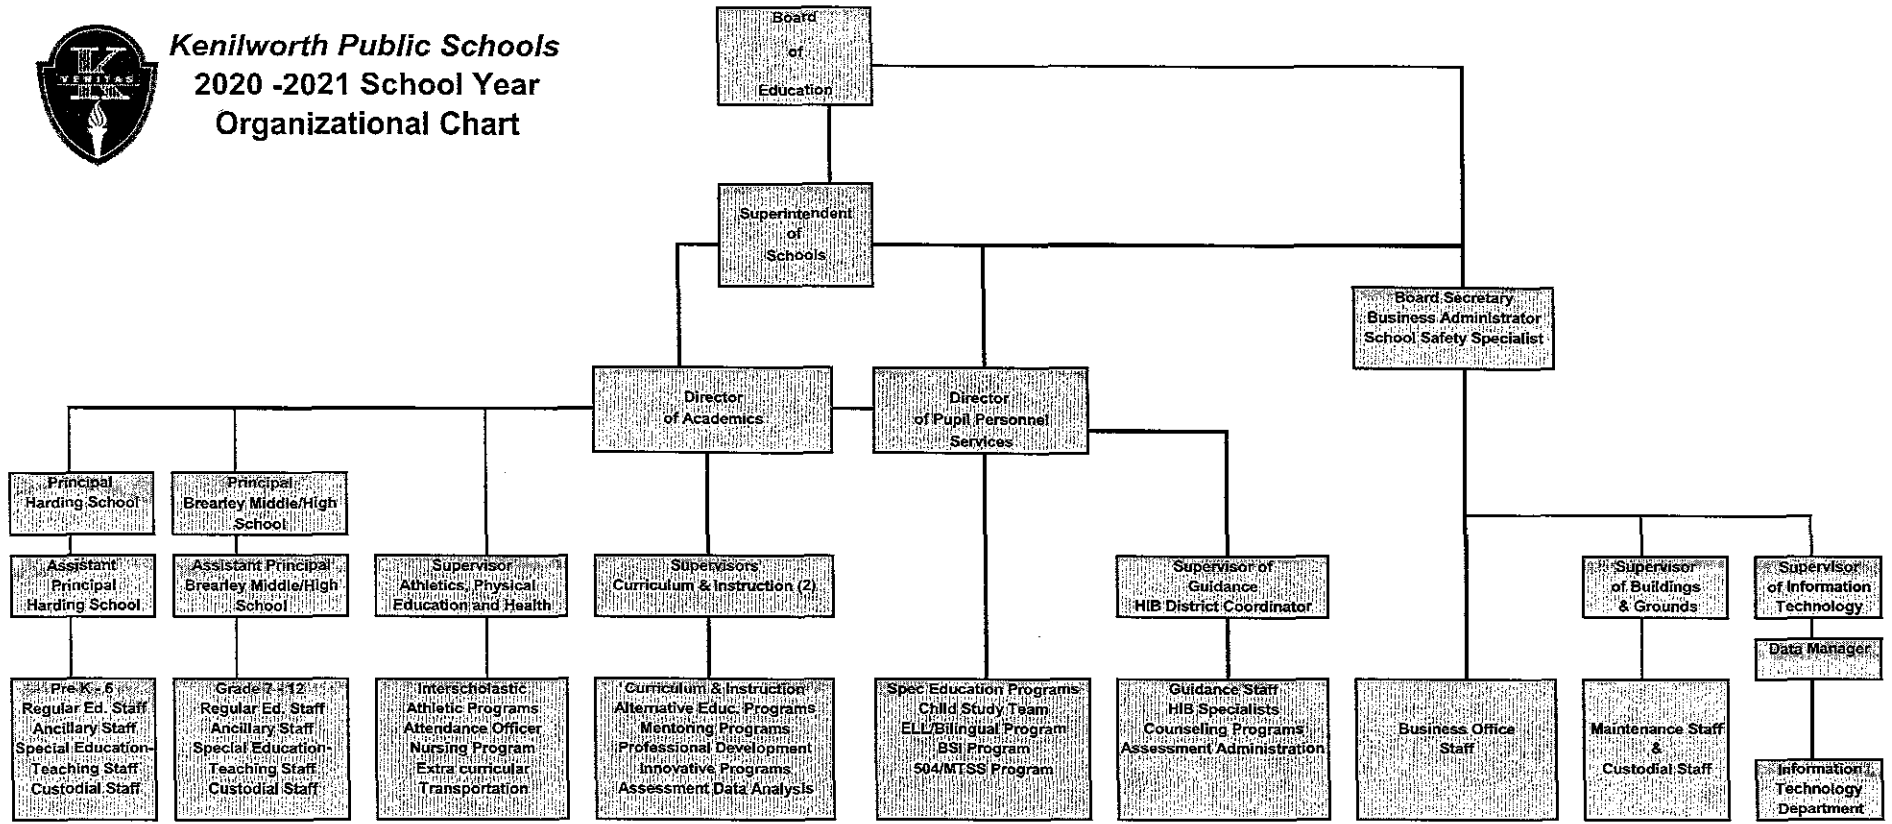 K
VERITAS
Kenilworth Public Schools
2020 -2021 School Year
Organizational Chart
Board
of
Education
Superintendent
of
Schools
Board Secretary
Business Administrator
School Safety Specialist
Director
of Academics
Director
of Pupil Personnel
Services
Principal
Harding School
Principal
Brearley Middle/High
School
Assistant
Principal
Harding School
Assistant Principal
Brearley Middle/High
School
Supervisor
Athletics, Physical
Education and Health
Supervisors
Curriculum & Instruction (2)
Supervisor of
Guidance
HIB District Coordinator
Supervisor
of Buildings
& Grounds
Supervisor
of Information
Technology
Data Manager
Pre K - 6
Regular Ed. Staff
Ancillary Staff
Special Education-
Teaching Staff
Custodial Staff
Grade 7 - 12
Regular Ed. Staff
Ancillary Staff
Special Education-
Teaching Staff
Custodial Staff
Interscholastic
Athletic Programs
Attendance Officer
Nursing Program
Extra curricular
Transportation
Curriculum & Instruction
Alternative Educ. Programs
Mentoring Programs
Professional Development
Innovative Programs
Assessment Data Analysis
Spec Education Programs
Child Study Team
ELL/Bilingual Program
BSI Program
504/MTSS Program
Guidance Staff
HIB Specialists
Counseling Programs
Assessment Administration
Business Office
Staff
Maintenance Staff
&
Custodial Staff
Information
Technology
Department